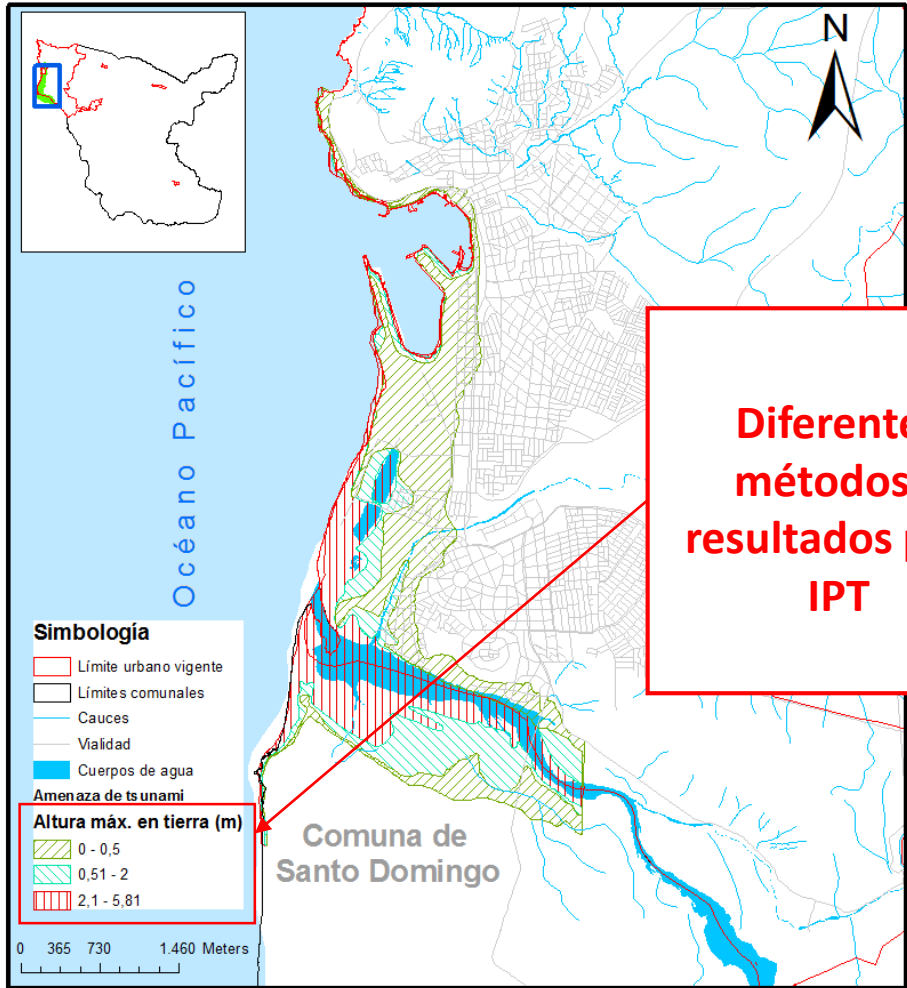 N
Océano Pacífico
Diferente
métodos
resultados p
IPT
Simbología
Límite urbano vigente
Límites comunales
Cauces
Vialidad
Cuerpos de agua
Amenaza de tsunami
Altura máx. en tierra (m)
0 - 0,5
0,51 - 2
2,1 - 5,81
Comuna de
Santo Domingo
0 365 730 1.460 Meters